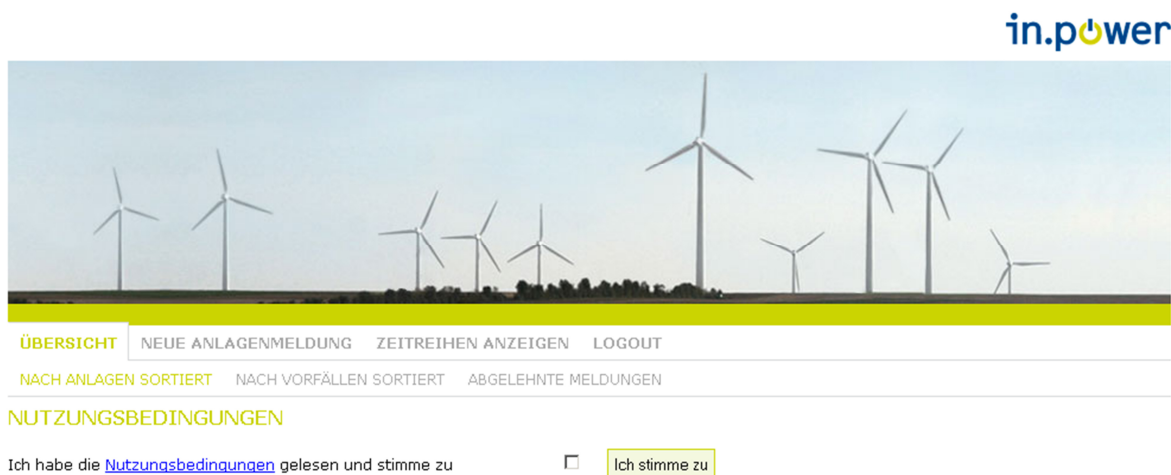 in.power
ÜBERSICHT NEUE ANLAGENMELDUNG ZEITREIHEN ANZEIGEN LOGOUT
NACH ANLAGEN SORTIERT NACH VORFÄLLEN SORTIERT ABGELEHNTE MELDUNGEN
NUTZUNGSBEDINGUNGEN
Ich habe die Nutzungsbedingungen gelesen und stimme zu Ich stimme zu